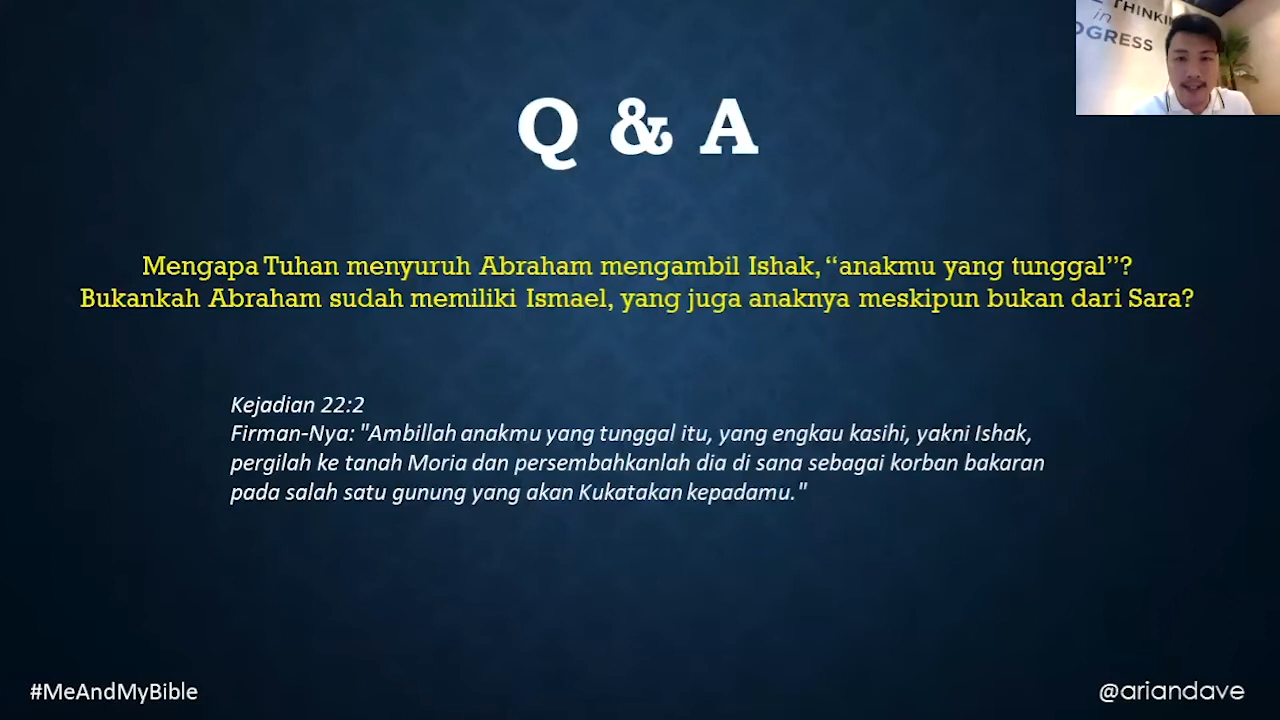 THINKI
in
OGRESS
Q & A
Mengapa Tuhan menyuruh Abraham mengambil Ishak, “anakmu yang tunggal”?
Bukankah Abraham sudah memiliki Ismael, yang juga anaknya meskipun bukan dari Sara?
Kejadian 22:2
Firman-Nya: "Ambillah anakmu yang tunggal itu, yang engkau kasihi, yakni Ishak,
pergilah ke tanah Moria dan persembahkanlah dia di sana sebagai korban bakaran
pada salah satu gunung yang akan Kukatakan kepadamu."
#MeAndMyBible
@ariandave